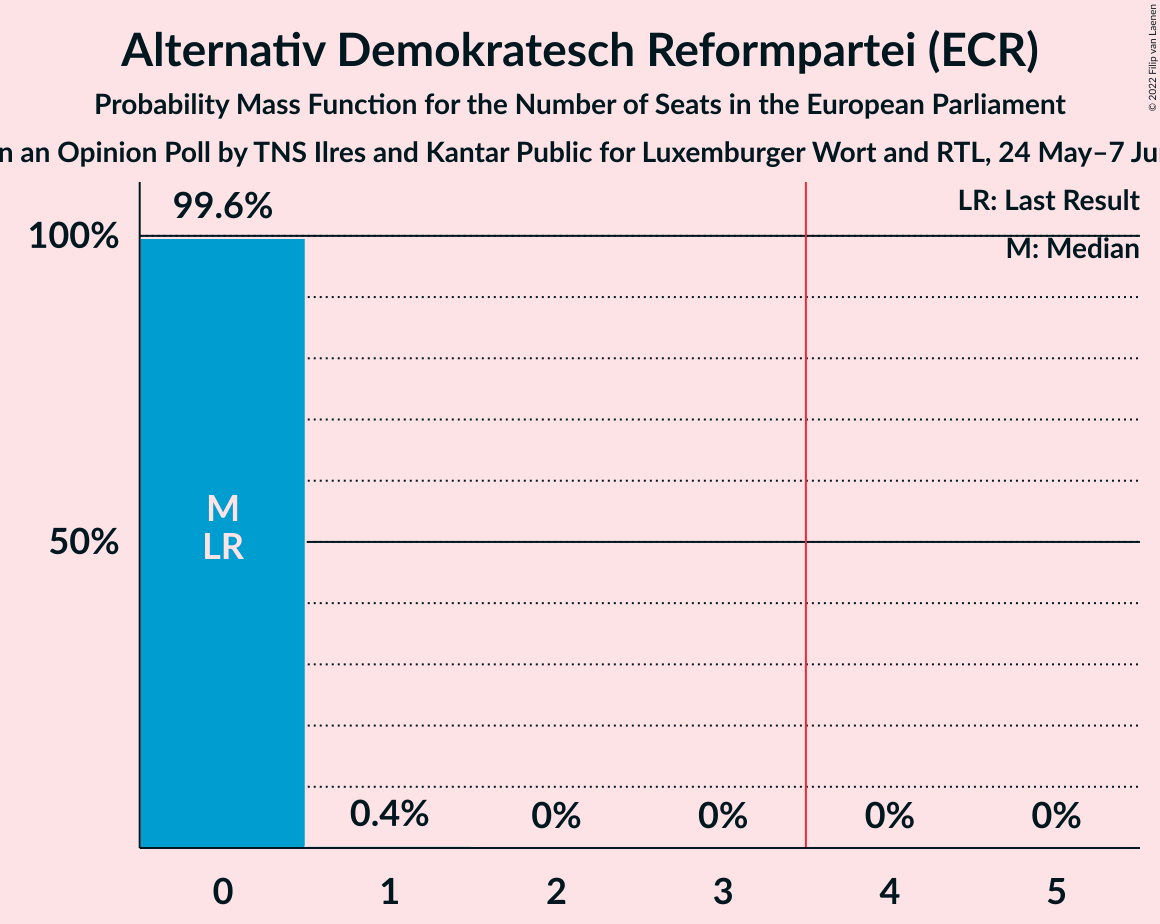 Alternativ Demokratesch Reformpartei (ECR)
Probability Mass Function for the Number of Seats in the European Parliament
an Opinion Poll by TNS Ilres and Kantar Public for Luxemburger Wort and RTL, 24 May–7
© 2022 Filip van Laenen
LR: Last Result
M: Median
99.6%
100%
50%
M
LR
0.4%
0%
0%
0%
0%
0
1
2
3
4
5